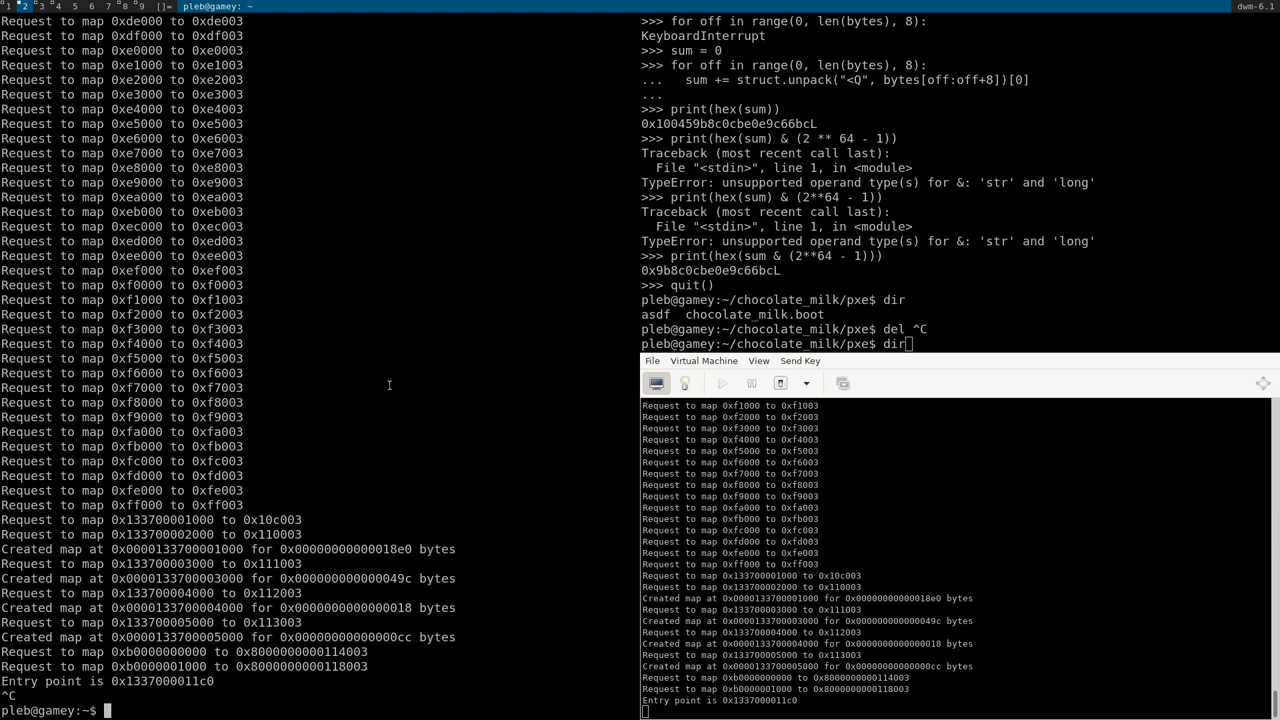 1 2 3 4 5 6 7 8 9 []= pleb@gamey: ~ dwm-6.1
Request to map 0xde000 to 0xde003
Request to map 0xdf000 to 0xdf003
Request to map 0xe0000 to 0xe0003
Request to map 0xe1000 to 0xe1003
Request to map 0xe2000 to 0xe2003
Request to map 0xe3000 to 0xe3003
Request to map 0xe4000 to 0xe4003
Request to map 0xe5000 to 0xe5003
Request to map 0xe6000 to 0xe6003
Request to map 0xe7000 to 0xe7003
Request to map 0xe8000 to 0xe8003
Request to map 0xe9000 to 0xe9003
Request to map 0xea000 to 0xea003
Request to map 0xeb000 to 0xeb003
Request to map 0xec000 to 0xec003
Request to map 0xed000 to 0xed003
Request to map 0xee000 to 0xee003
Request to map 0xef000 to 0xef003
Request to map 0xf0000 to 0xf0003
Request to map 0xf1000 to 0xf1003
Request to map 0xf2000 to 0xf2003
Request to map 0xf3000 to 0xf3003
Request to map 0xf4000 to 0xf4003
Request to map 0xf5000 to 0xf5003
Request to map 0xf6000 to 0xf6003
Request to map 0xf7000 to 0xf7003
Request to map 0xf8000 to 0xf8003
Request to map 0xf9000 to 0xf9003
Request to map 0xfa000 to 0xfa003
Request to map 0xfb000 to 0xfb003
Request to map 0xfc000 to 0xfc003
Request to map 0xfd000 to 0xfd003
Request to map 0xfe000 to 0xfe003
Request to map 0xff000 to 0xff003
Request to map 0x133700001000 to 0x10c003
Request to map 0x133700002000 to 0x110003
Created map at 0x0000133700001000 for 0x00000000000018e0 bytes
Request to map 0x133700003000 to 0x111003
Created map at 0x0000133700003000 for 0x000000000000049c bytes
Request to map 0x133700004000 to 0x112003
Created map at 0x0000133700004000 for 0x0000000000000018 bytes
Request to map 0x133700005000 to 0x113003
Created map at 0x0000133700005000 for 0x00000000000000cc bytes
Request to map 0xb0000000000 to 0x8000000000114003
Request to map 0xb0000001000 to 0x8000000000118003
Entry point is 0x1337000011c0
^C
pleb@gamey:~$
>>> for off in range(0, len(bytes), 8):
KeyboardInterrupt
>>> sum = 0
>>> for off in range(0, len(bytes), 8):
...   sum += struct.unpack("<Q", bytes[off:off+8])[0]
...
>>> print(hex(sum))
0x100459b8c0cbe0e9c66bcL
>>> print(hex(sum) & (2 ** 64 - 1))
Traceback (most recent call last):
  File "<stdin>", line 1, in <module>
TypeError: unsupported operand type(s) for &: 'str' and 'long'
>>> print(hex(sum) & (2**64 - 1))
Traceback (most recent call last):
  File "<stdin>", line 1, in <module>
TypeError: unsupported operand type(s) for &: 'str' and 'long'
>>> print(hex(sum & (2**64 - 1)))
0x9b8c0cbe0e9c66bcL
>>> quit()
pleb@gamey:~/chocolate_milk/pxe$ dir
asdf  chocolate_milk.boot
pleb@gamey:~/chocolate_milk/pxe$ del ^C
pleb@gamey:~/chocolate_milk/pxe$ dir
File Virtual Machine View Send Key
Request to map 0xf1000 to 0xf1003
Request to map 0xf2000 to 0xf2003
Request to map 0xf3000 to 0xf3003
Request to map 0xf4000 to 0xf4003
Request to map 0xf5000 to 0xf5003
Request to map 0xf6000 to 0xf6003
Request to map 0xf7000 to 0xf7003
Request to map 0xf8000 to 0xf8003
Request to map 0xf9000 to 0xf9003
Request to map 0xfa000 to 0xfa003
Request to map 0xfb000 to 0xfb003
Request to map 0xfc000 to 0xfc003
Request to map 0xfd000 to 0xfd003
Request to map 0xfe000 to 0xfe003
Request to map 0xff000 to 0xff003
Request to map 0x133700001000 to 0x10c003
Request to map 0x133700002000 to 0x110003
Created map at 0x0000133700001000 for 0x00000000000018e0 bytes
Request to map 0x133700003000 to 0x111003
Created map at 0x0000133700003000 for 0x000000000000049c bytes
Request to map 0x133700004000 to 0x112003
Created map at 0x0000133700004000 for 0x0000000000000018 bytes
Request to map 0x133700005000 to 0x113003
Created map at 0x0000133700005000 for 0x00000000000000cc bytes
Request to map 0xb0000000000 to 0x8000000000114003
Request to map 0xb0000001000 to 0x8000000000118003
Entry point is 0x1337000011c0